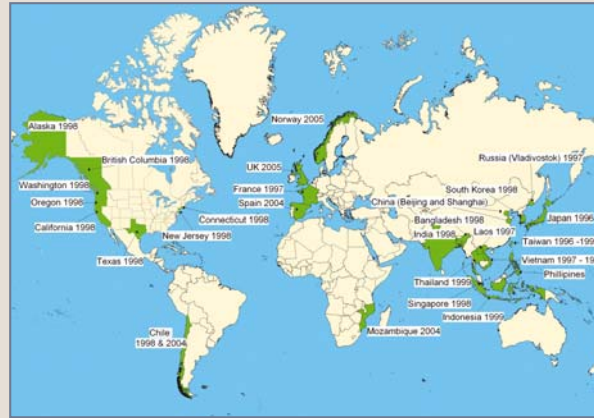 Alaska 1998
British Columbia 1998
Washington 1998
Oregon 1998
California 1998
Texas 1998
New Jersey 1998
Connecticut 1998
Chile
1998 & 2004
Norway 2005
UK 2005
France 1997
Spain 2004
Mozambique 2004
Russia (Vladivostok) 1997
South Korea 1998
China (Beijing and Shanghai)
Japan 1996
Bangladesh 1998
India 1998
Laos 1997
Taiwan 1996 -199
Vietnam 1997 - 19
Phillipines
Thailand 1999
Singapore 1998
Indonesia 1999